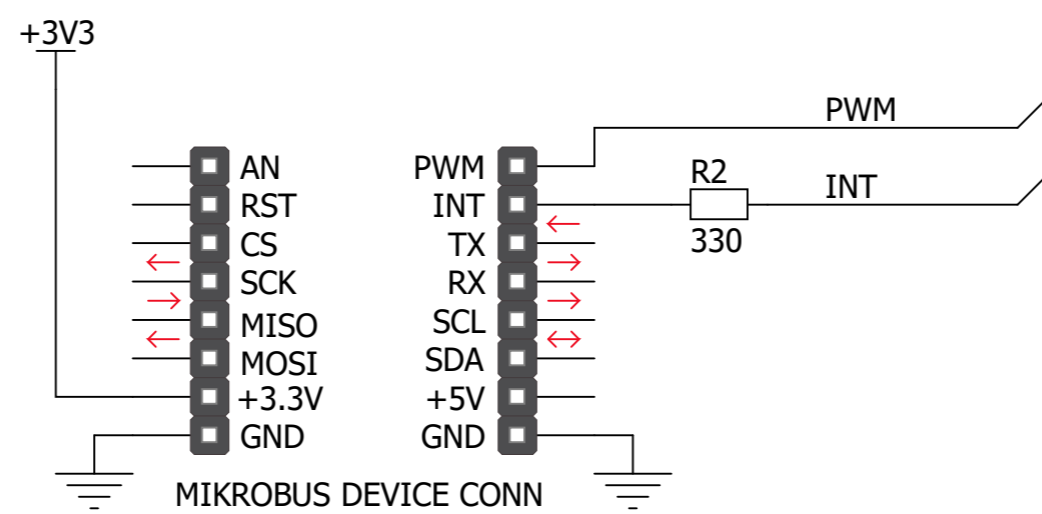 +3V3
PWM
AN
PWM
R2
INT
RST
INT
330
CS
TX
SCK
RX
MISO
SCL
MOSI
SDA
+3.3V
+5V
GND
GND
MIKROBUS DEVICE CONN